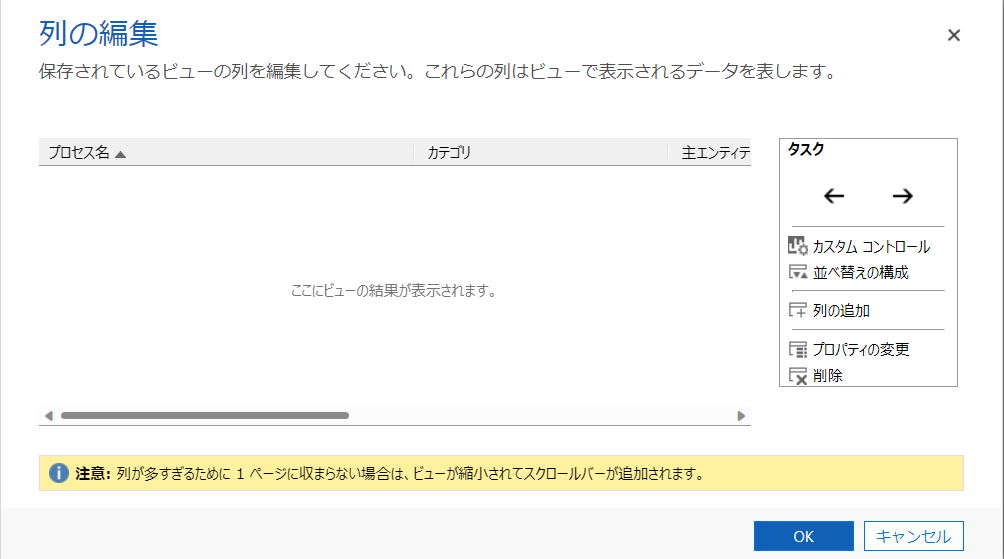 列の編集
保存されているビューの列を編集してください。これらの列はビューで表示されるデータを表します。
プロセス名
カテゴリ
主エンティテ
ここにビューの結果が表示されます。
タスク
カスタム コントロール
並べ替えの構成
列の追加
プロパティの変更
削除
注意: 列が多すぎるために 1 ページに収まらない場合は、ビューが縮小されてスクロールバーが追加されます。
OK
キャンセル